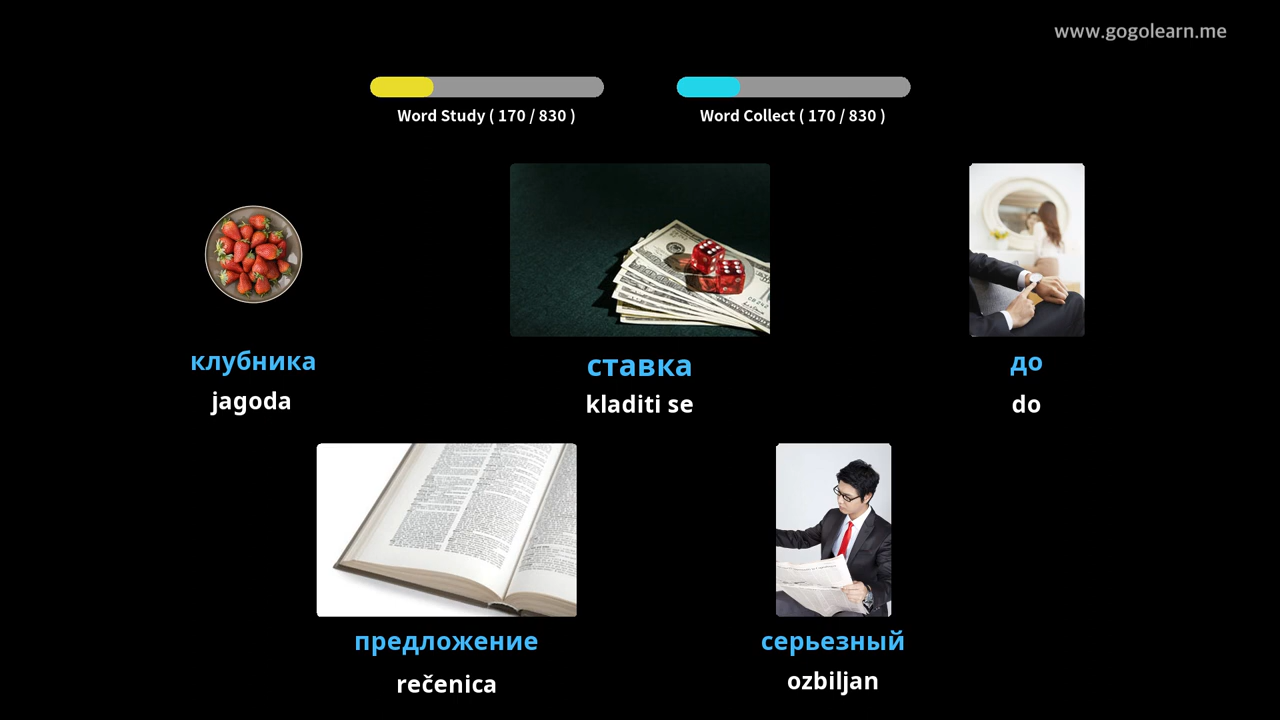 www.gogolearn.me
Word Study ( 170 / 830 )
Word Collect ( 170 / 830 )
клубника
jagoda
ставка
kladiti se
до
do
предложение
rečenica
серьезный
ozbiljan